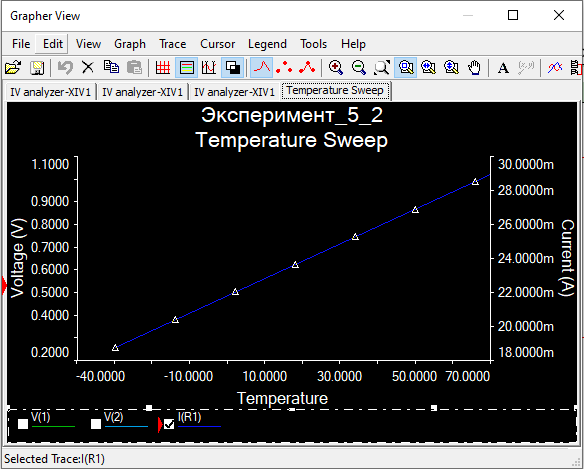 Grapher View
File Edit View Graph Trace Cursor Legend Tools Help
IV analyzer-XIV1 IV analyzer-XIV1 IV analyzer-XIV1 Temperature Sweep
Эксперимент_5_2
Temperature Sweep
Voltage (V)
1.1000
0.9000
0.8000
0.7000
0.6000
0.5000
0.4000
0.2000
30.0000m
28.0000m
26.0000m
24.0000m
22.0000m
20.0000m
18.0000m
Current (A)
-40.0000 -10.0000 10.0000 30.0000 50.0000 70.0000
Temperature
V(1) V(2) I(R1)
Selected Trace:I(R1)